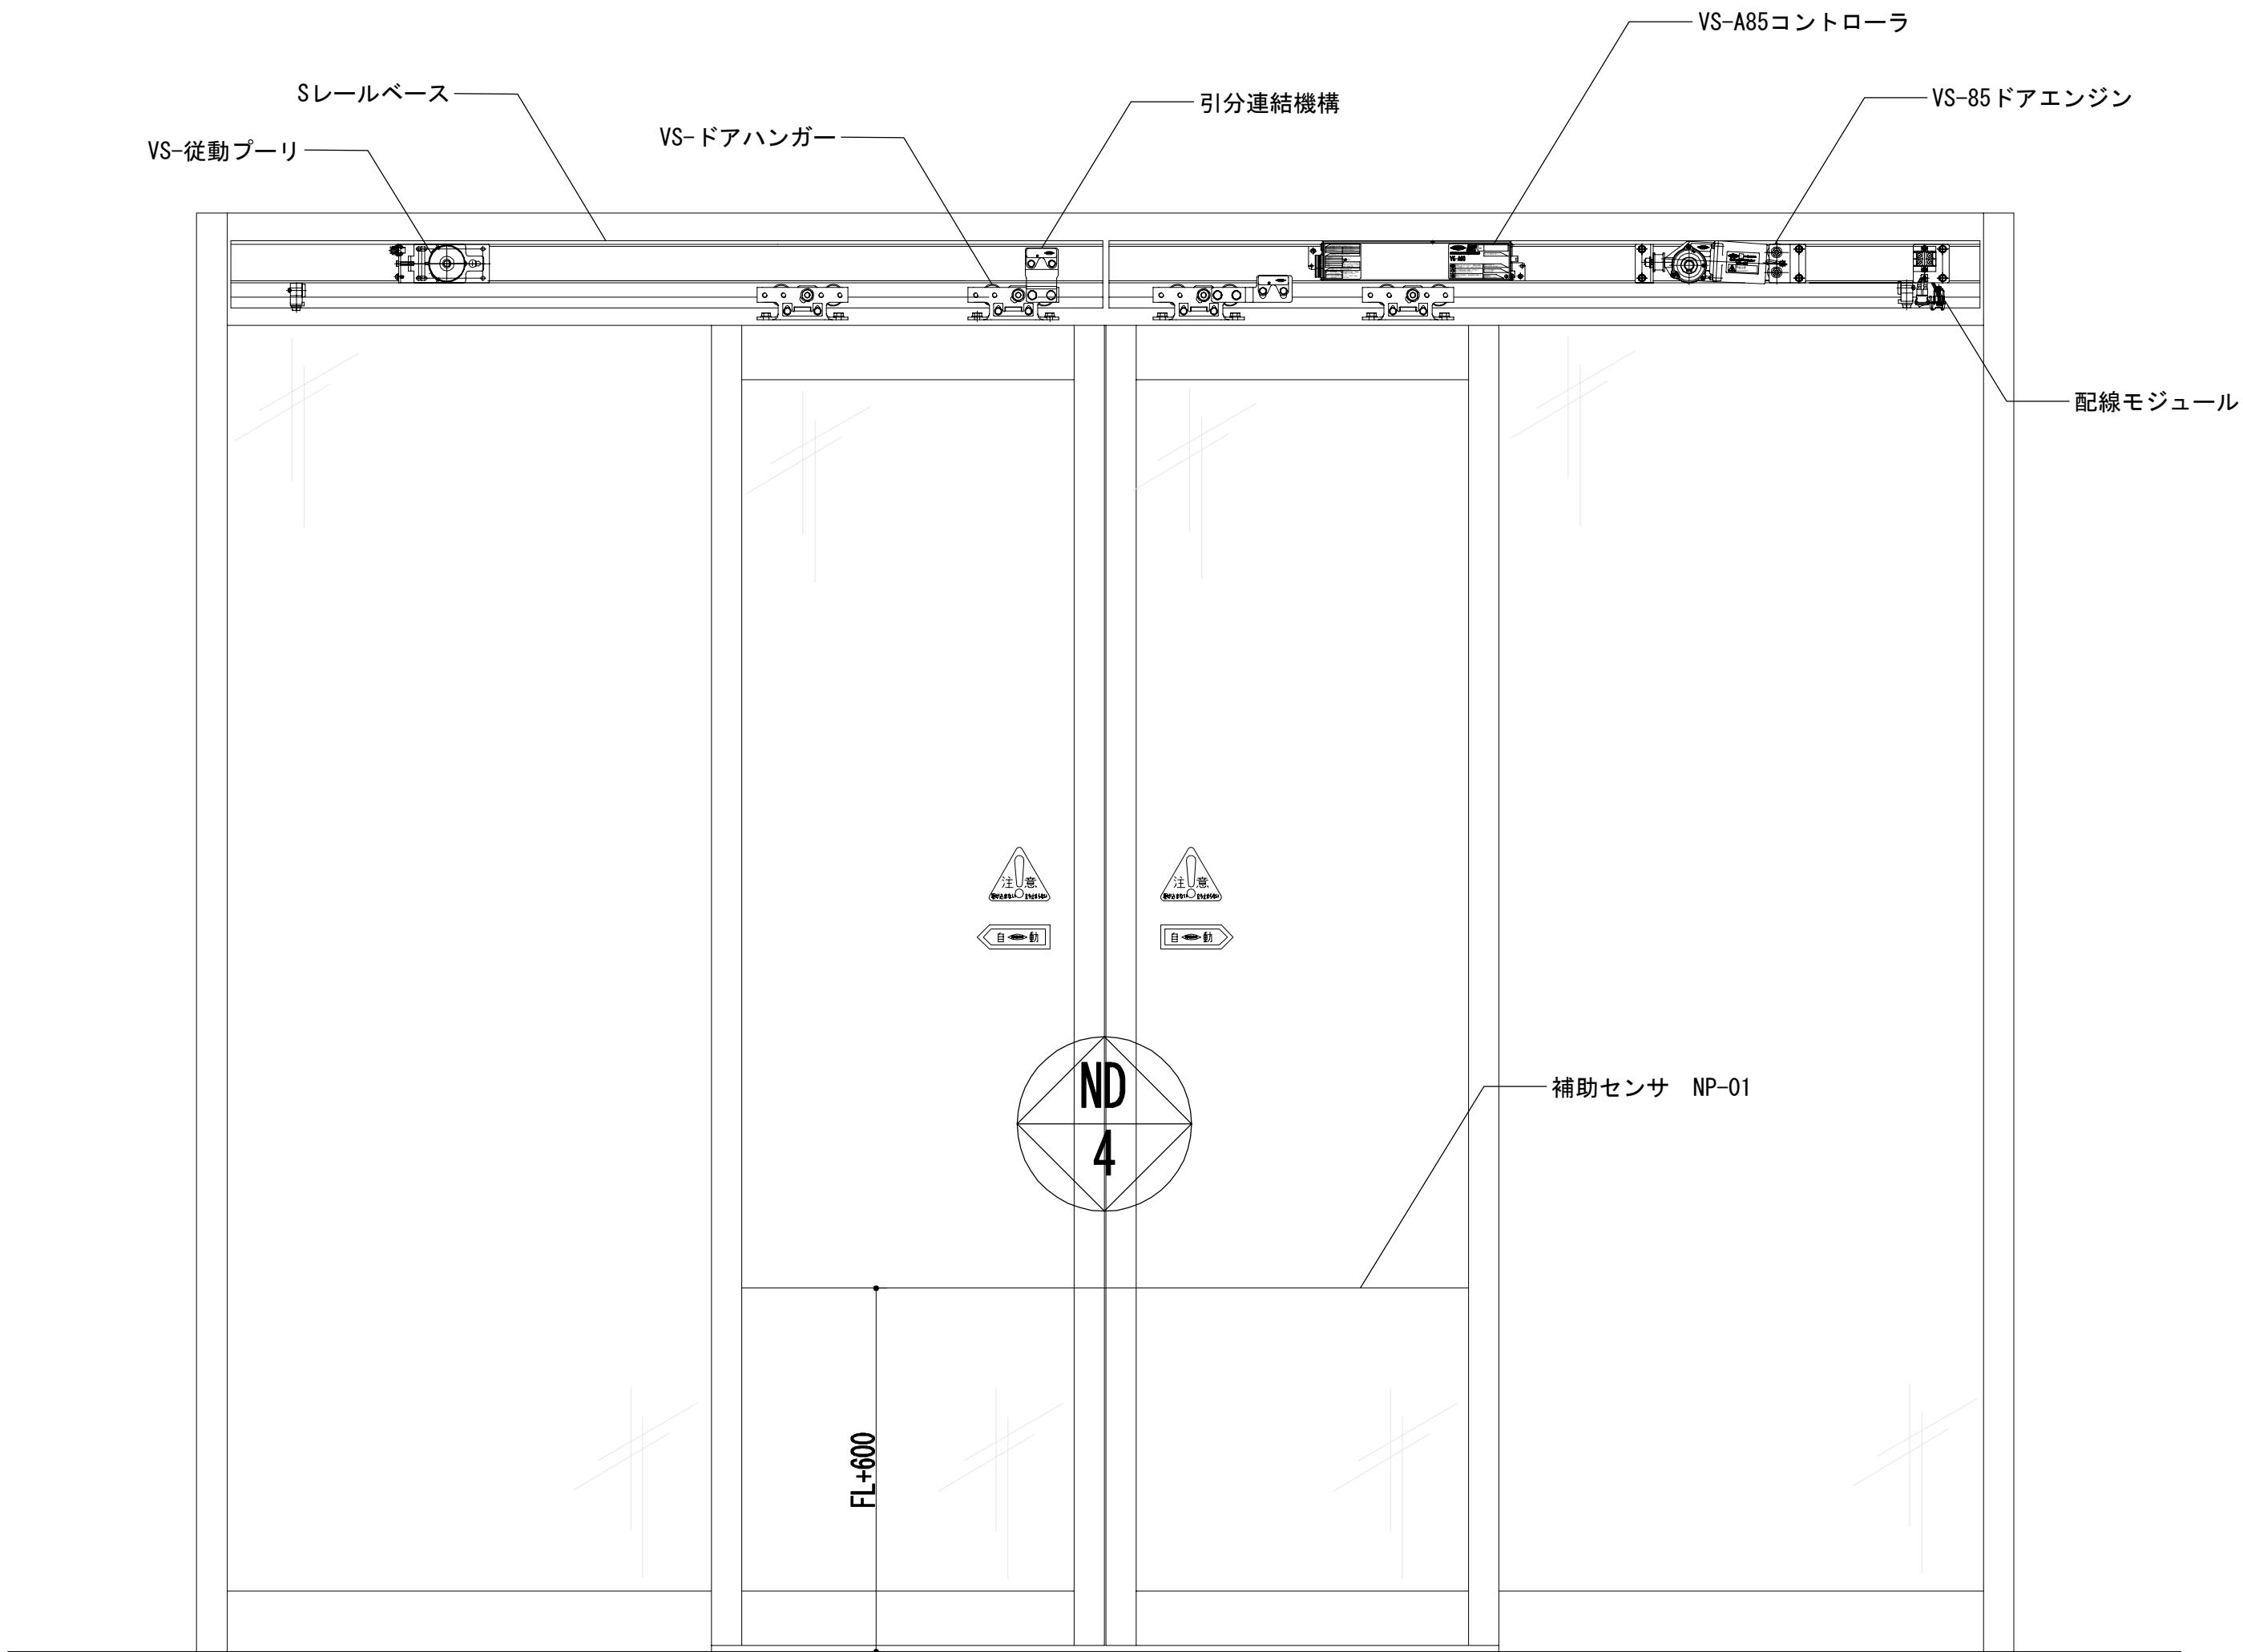 VS-A85コントローラ
Sレールベース
引分連結機構
VS-85ドアエンジン
VS-ドアハンガー
VS-従動プーリ
配線モジュール
注意
注意
自動
自動
ND
4
補助センサ　NP-01
FL+600